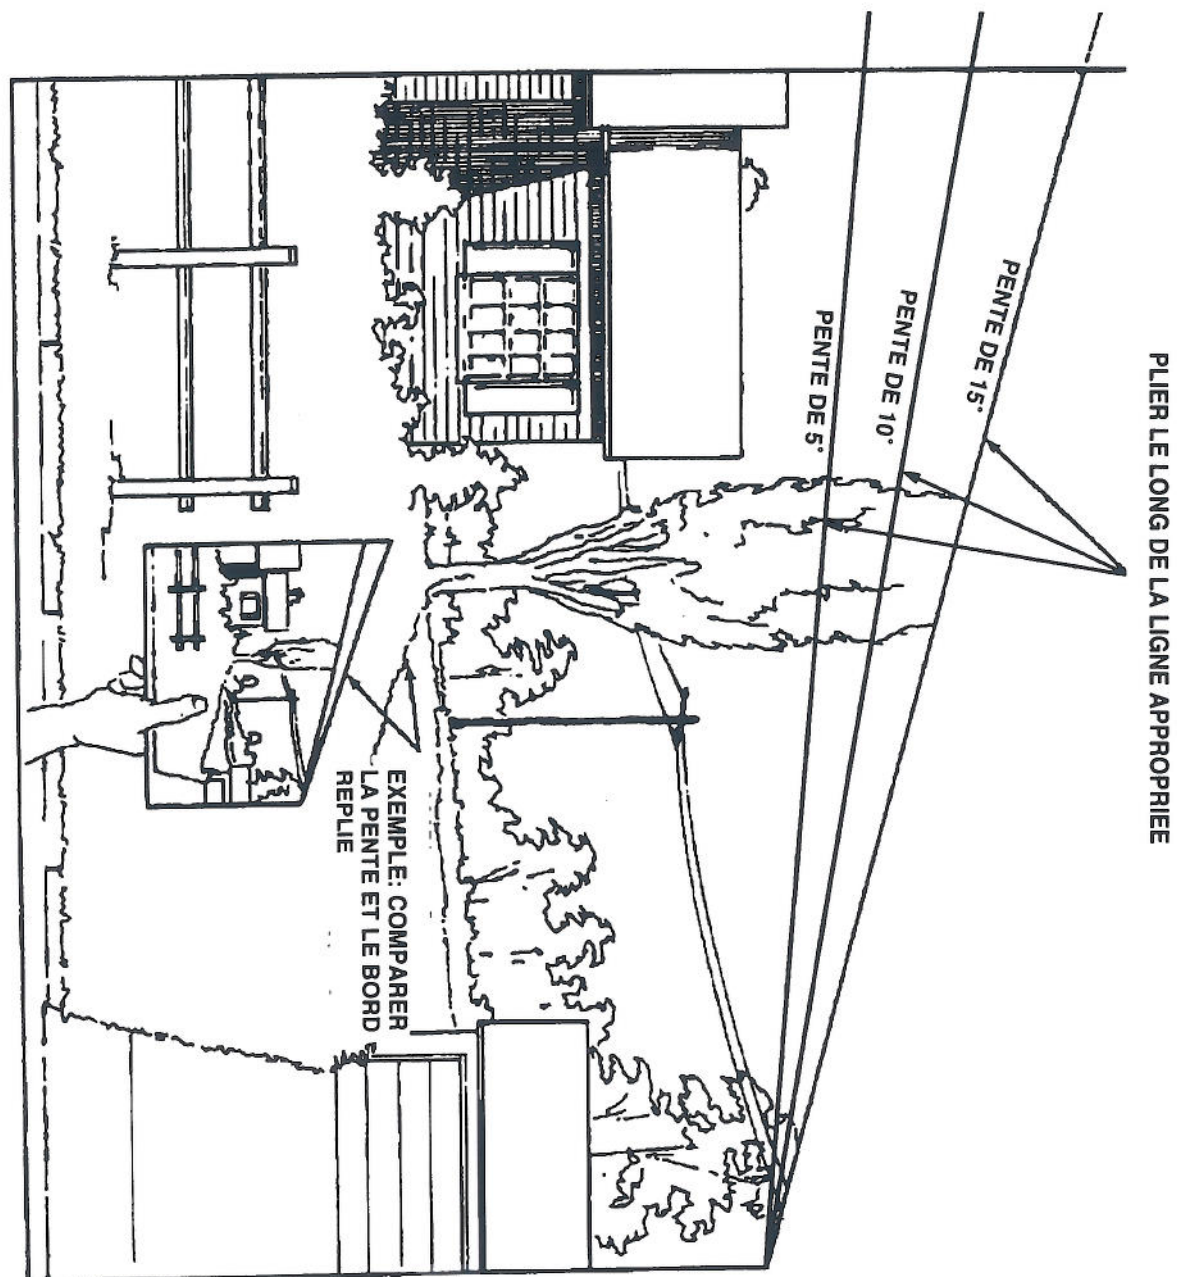 PLIER LE LONG DE LA LIGNE APPROPRIEE
PENTE DE 15°
PENTE DE 10°
PENTE DE 5°
EXEMPLE: COMPARER
LA PENTE ET LE BORD
REPLIE